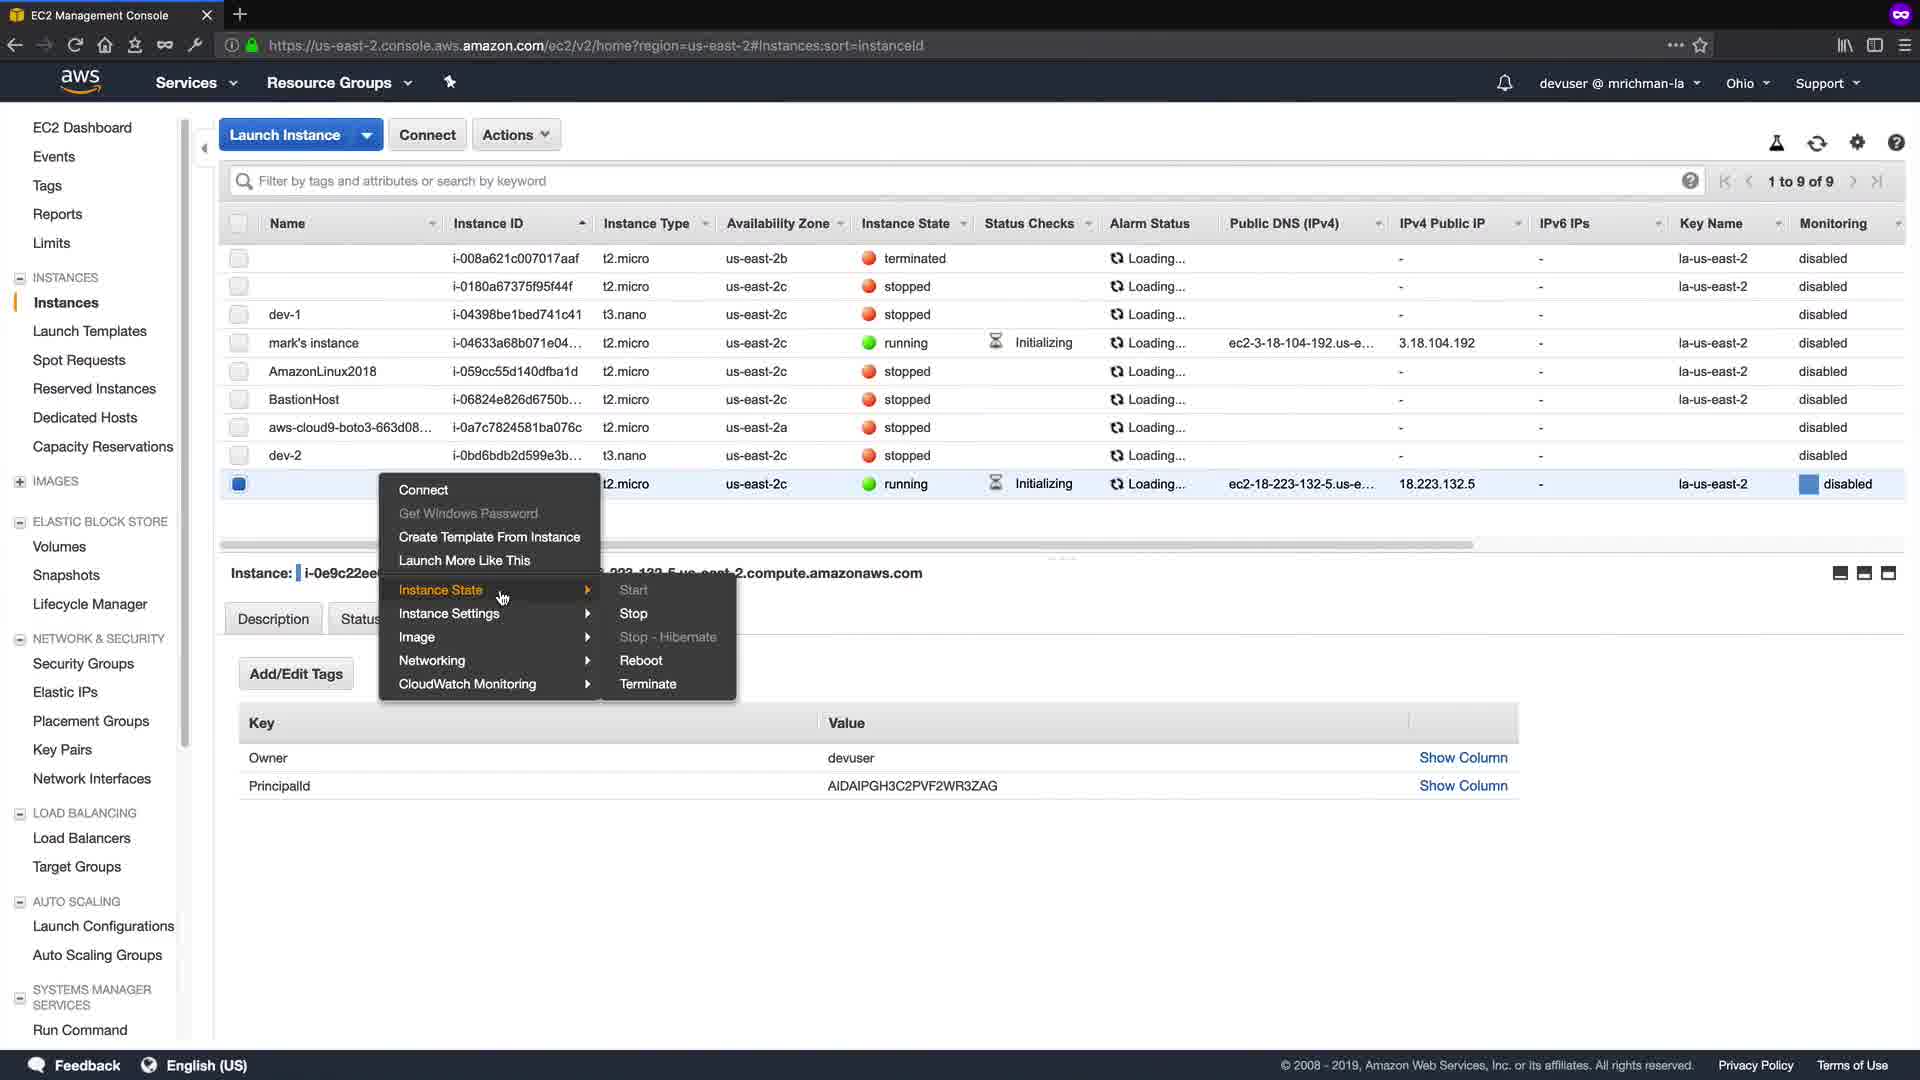 EC2 Management Console
https://us-east-2.console.aws.amazon.com/ec2/v2/home?region=us-east-2#Instances:sort=instanceId
aws Services Resource Groups devuser @ mrichman-la Ohio Support
EC2 Dashboard
Events
Tags
Reports
Limits
INSTANCES
Instances
Launch Templates
Spot Requests
Reserved Instances
Dedicated Hosts
Capacity Reservations
IMAGES
ELASTIC BLOCK STORE
Volumes
Snapshots
Lifecycle Manager
NETWORK & SECURITY
Security Groups
Elastic IPs
Placement Groups
Key Pairs
Network Interfaces
LOAD BALANCING
Load Balancers
Target Groups
AUTO SCALING
Launch Configurations
Auto Scaling Groups
SYSTEMS MANAGER
SERVICES
Run Command
Launch Instance Connect Actions
Filter by tags and attributes or search by keyword 1 to 9 of 9
Name Instance ID Instance Type Availability Zone Instance State Status Checks Alarm Status Public DNS (IPv4) IPv4 Public IP IPv6 IPs Key Name Monitoring
i-008a621c007017aaf t2.micro us-east-2b terminated Loading... - - la-us-east-2 disabled
i-0180a67375f95f44f t2.micro us-east-2c stopped Loading... - - la-us-east-2 disabled
dev-1 i-04398be1bed741c41 t3.nano us-east-2c stopped Loading... - - disabled
mark's instance i-04633a68b071e04... t2.micro us-east-2c running Initializing Loading... ec2-3-18-104-192.us-e... 3.18.104.192 - la-us-east-2 disabled
AmazonLinux2018 i-059cc55d140dfba1d t2.micro us-east-2c stopped Loading... - - la-us-east-2 disabled
BastionHost i-06824e826d6750b... t2.micro us-east-2c stopped Loading... - - la-us-east-2 disabled
aws-cloud9-boto3-663d08... i-0a7c7824581ba076c t2.micro us-east-2a stopped Loading... - - disabled
dev-2 i-0bd6bdb2d599e3b... t3.nano us-east-2c stopped Loading... - - disabled
t2.micro us-east-2c running Initializing Loading... ec2-18-223-132-5.us-e... 18.223.132.5 - la-us-east-2 disabled
Connect
Get Windows Password
Create Template From Instance
Launch More Like This
Instance State
Instance Settings
Image
Networking
CloudWatch Monitoring
Start
Stop
Stop - Hibernate
Reboot
Terminate
Instance: i-0e9c22ee 223-132-5.us-east-2.compute.amazonaws.com
Description Status
Add/Edit Tags
Key Value
Owner devuser Show Column
PrincipalId AIDAIPGH3C2PVF2WR3ZAG Show Column
Feedback English (US) © 2008 - 2019, Amazon Web Services, Inc. or its affiliates. All rights reserved. Privacy Policy Terms of Use